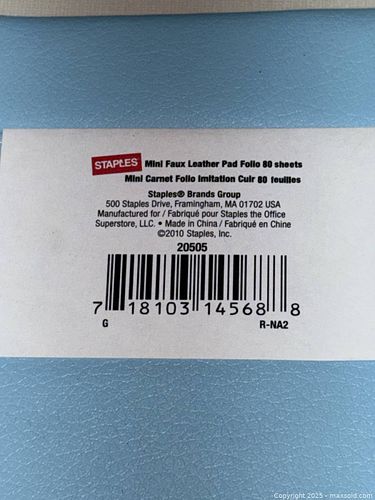 STAPLES Mini Faux Leather Pad Folio 80 sheets
Mini Carnet Folio Imitation Cuir 80 feuilles
Staples® Brands Group
500 Staples Drive, Framingham, MA 01702 USA
Manufactured for / Fabriqué pour Staples the Office
Superstore, LLC. • Made in China / Fabriqué en Chine
©2010 Staples, Inc.
20505
7 18103 14568 8
G R-NA2
Copyright 2025 - maxsold.com